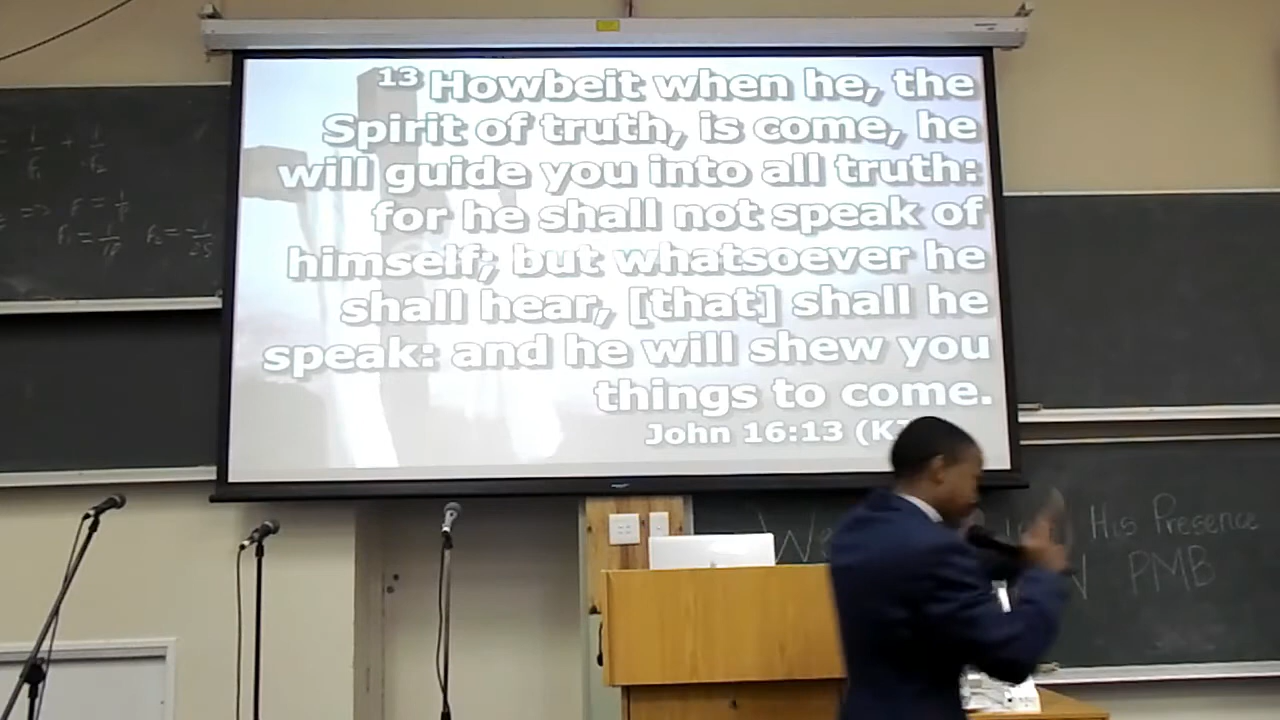 13 Howbeit when he, the
Spirit of truth, is come, he
will guide you into all truth:
for he shall not speak of
himself; but whatsoever he
shall hear, [that] shall he
speak: and he will shew you
things to come.
John 16:13
His Presence
PMB